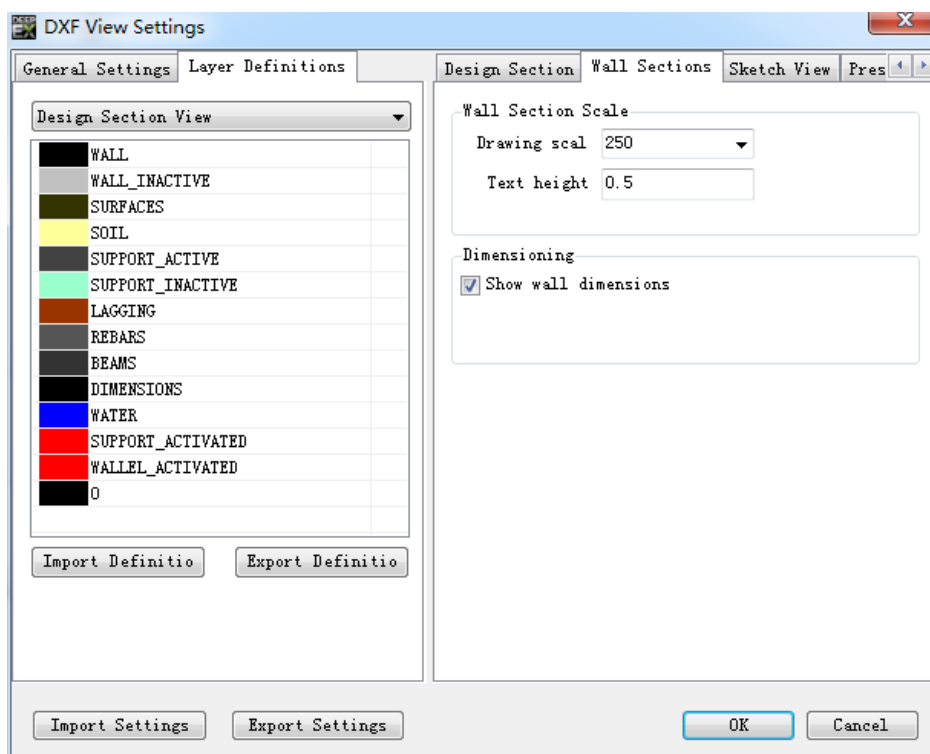 DEEP
EX
DXF View Settings
General Settings
Layer Definitions
Design Section View
WALL
WALL_INACTIVE
SURFACES
SOIL
SUPPORT_ACTIVE
SUPPORT_INACTIVE
LAGGING
REBARS
BEAMS
DIMENSIONS
WATER
SUPPORT_ACTIVATED
WALLEL_ACTIVATED
0
Import Definitio
Export Definitio
Design Section
Wall Sections
Sketch View
Pres
Wall Section Scale
Drawing scal 250
Text height 0.5
Dimensioning
Show wall dimensions
Import Settings
Export Settings
OK
Cancel